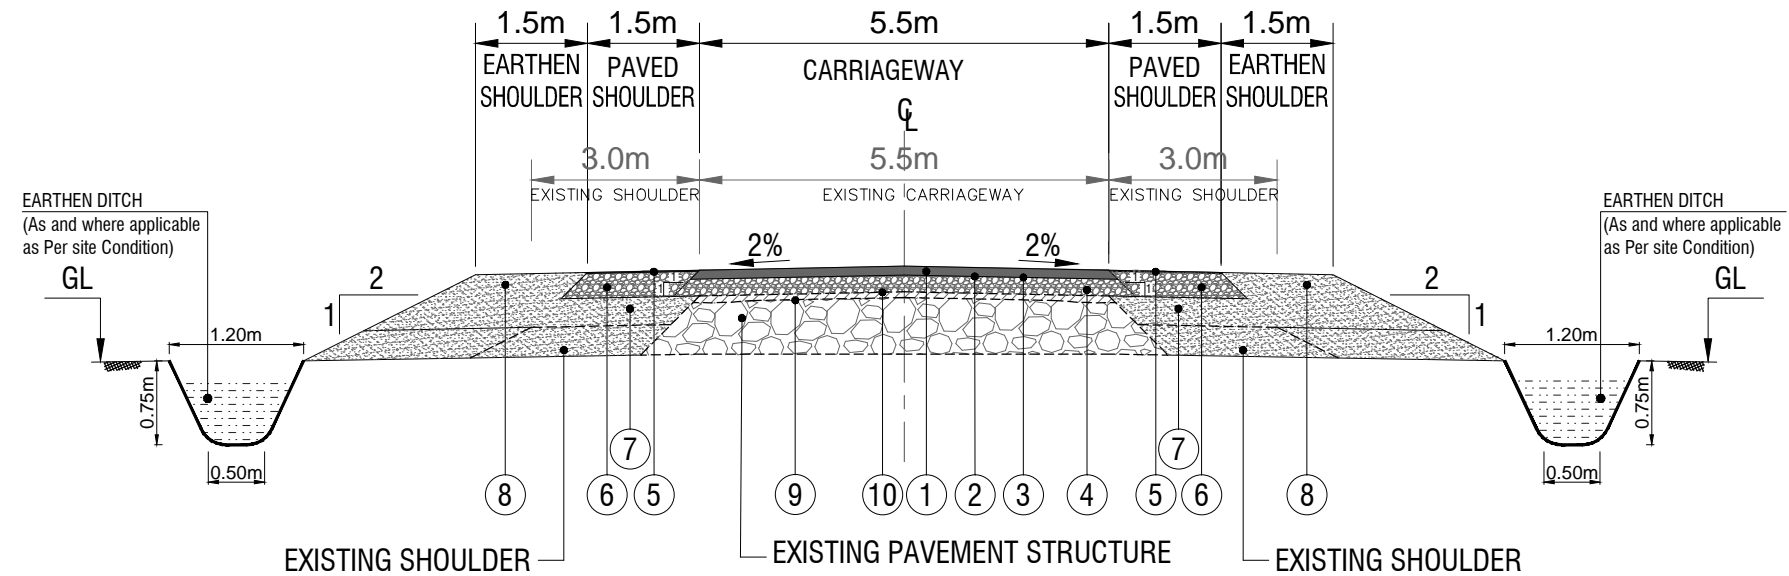 1.5m 1.5m 5.5m 1.5m 1.5m
EARTHEN
SHOULDER
PAVED
SHOULDER
CARRIAGEWAY
PAVED
SHOULDER
EARTHEN
SHOULDER
CL
3.0m 5.5m 3.0m
EXISTING SHOULDER EXISTING CARRIAGEWAY EXISTING SHOULDER
EARTHEN DITCH
(As and where applicable
as Per site Condition)
EARTHEN DITCH
(As and where applicable
as Per site Condition)
2% 2%
GL 2 2 GL
1 1 1 1 1 1
1.20m 1.20m
0.75m 0.75m
0.50m 0.50m
7 7
8 6 5 9 10 1 2 3 4 5 6 8
EXISTING SHOULDER EXISTING PAVEMENT STRUCTURE EXISTING SHOULDER